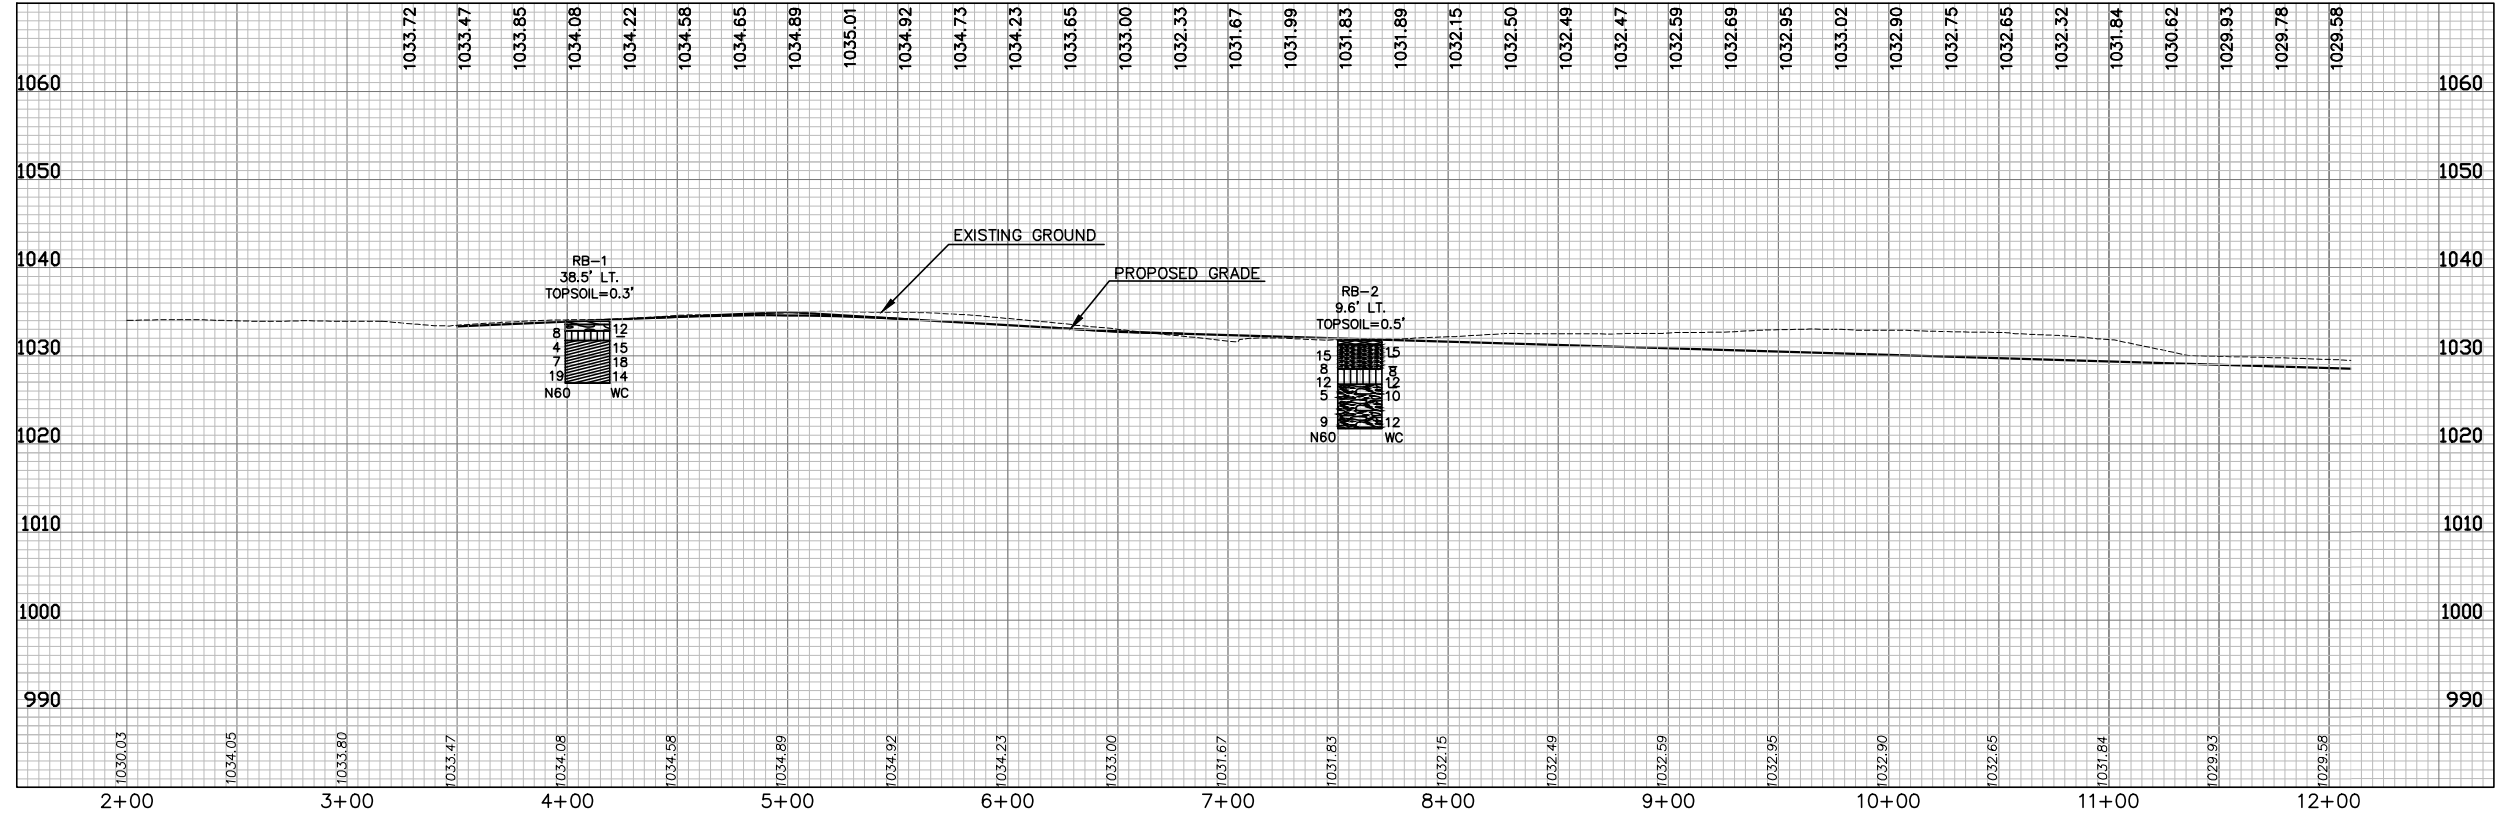 1033.72 1033.47 1033.85 1034.08 1034.22 1034.58 1034.65 1034.89 1035.01 1034.92 1034.73 1034.23 1033.65 1033.00 1032.33 1031.67 1031.99 1031.83 1031.89 1032.15 1032.50 1032.49 1032.47 1032.59 1032.69 1032.95 1033.02 1032.90 1032.75 1032.65 1032.32 1031.84 1030.62 1029.93 1029.78 1029.58
1060 1060
1050 1050
EXISTING GROUND
1040 1040
RB-1
38.5' LT.
TOPSOIL=0.3'
PROPOSED GRADE
RB-2
9.6' LT.
TOPSOIL=0.5'
8 12
4 15
7 18
19 14
N60 WC
1030 1030
15 15
8 8
12 12
5 10
9 12
N60 WC
1020 1020
1010 1010
1000 1000
990 990
1030.03 1034.05 1033.80 1033.47 1034.08 1034.58 1034.89 1034.92 1034.23 1033.00 1031.67 1031.83 1032.15 1032.49 1032.59 1032.95 1032.90 1032.65 1031.84 1029.93 1029.58
2+00 3+00 4+00 5+00 6+00 7+00 8+00 9+00 10+00 11+00 12+00